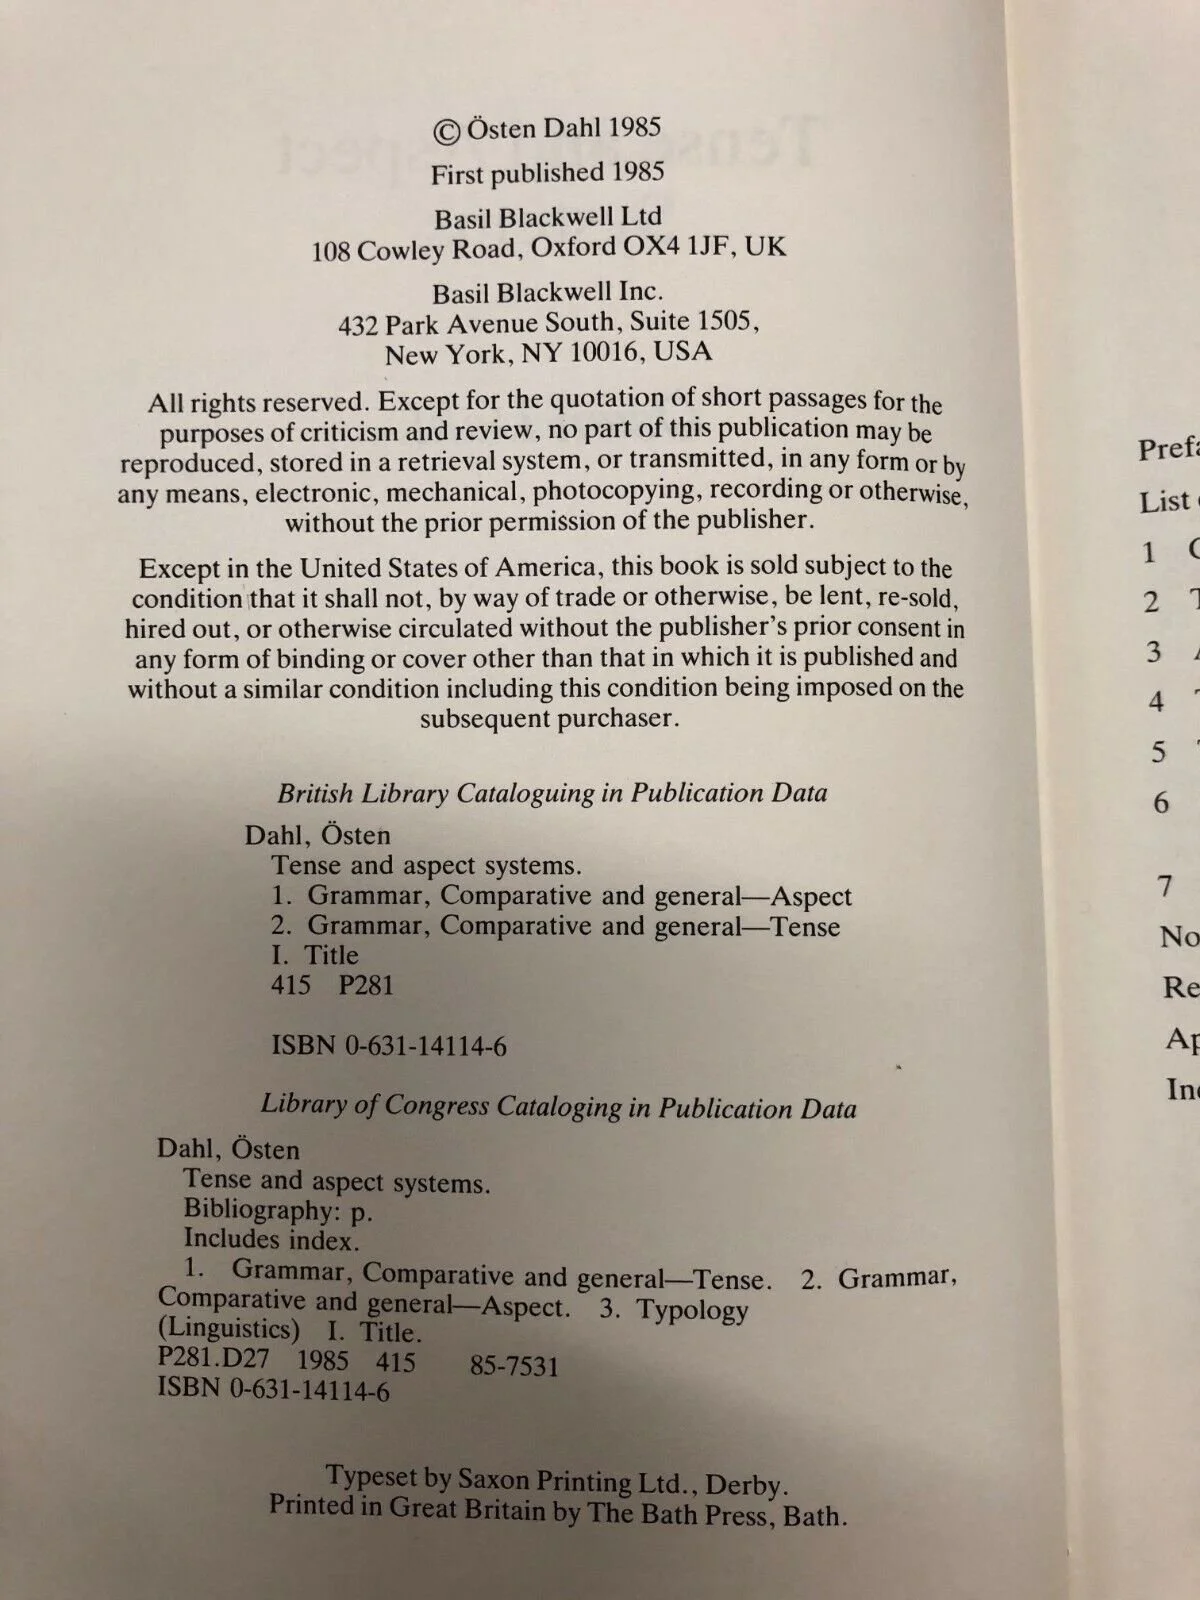 © Östen Dahl 1985
First published 1985
Basil Blackwell Ltd
108 Cowley Road, Oxford OX4 1JF, UK
Basil Blackwell Inc.
432 Park Avenue South, Suite 1505,
New York, NY 10016, USA
All rights reserved. Except for the quotation of short passages for the
purposes of criticism and review, no part of this publication may be
reproduced, stored in a retrieval system, or transmitted, in any form or by
any means, electronic, mechanical, photocopying, recording or otherwise,
without the prior permission of the publisher.
Except in the United States of America, this book is sold subject to the
condition that it shall not, by way of trade or otherwise, be lent, re-sold,
hired out, or otherwise circulated without the publisher's prior consent in
any form of binding or cover other than that in which it is published and
without a similar condition including this condition being imposed on the
subsequent purchaser.
British Library Cataloguing in Publication Data
Dahl, Östen
Tense and aspect systems.
1. Grammar, Comparative and general—Aspect
2. Grammar, Comparative and general—Tense
I. Title
415 P281
ISBN 0-631-14114-6
Library of Congress Cataloging in Publication Data
Dahl, Östen
Tense and aspect systems.
Bibliography: p.
Includes index.
1. Grammar, Comparative and general—Tense. 2. Grammar,
Comparative and general—Aspect. 3. Typology
(Linguistics) I. Title.
P281.D27 1985 415 85-7531
ISBN 0-631-14114-6
Typeset by Saxon Printing Ltd., Derby.
Printed in Great Britain by The Bath Press, Bath.
List
1
2
3
4
5
6
7